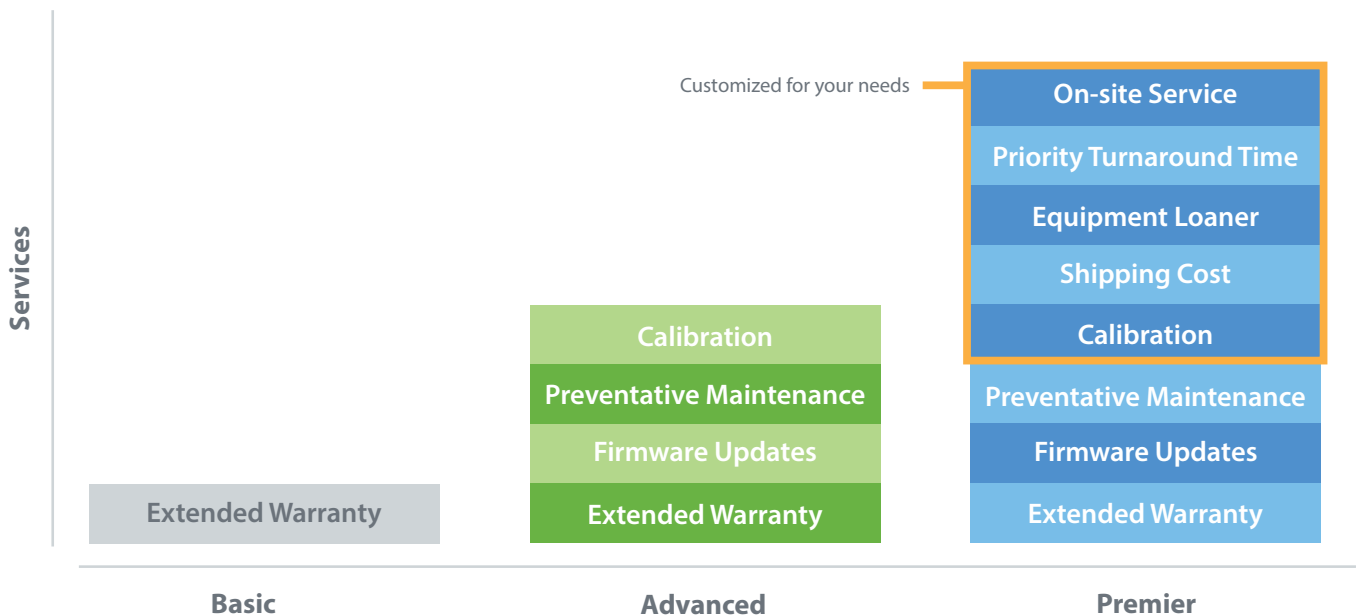 Customized for your needs
On-site Service
Priority Turnaround Time
Equipment Loaner
Shipping Cost
Calibration
Preventative Maintenance
Firmware Updates
Extended Warranty
Calibration
Preventative Maintenance
Firmware Updates
Extended Warranty
Extended Warranty
Services
Basic
Advanced
Premier